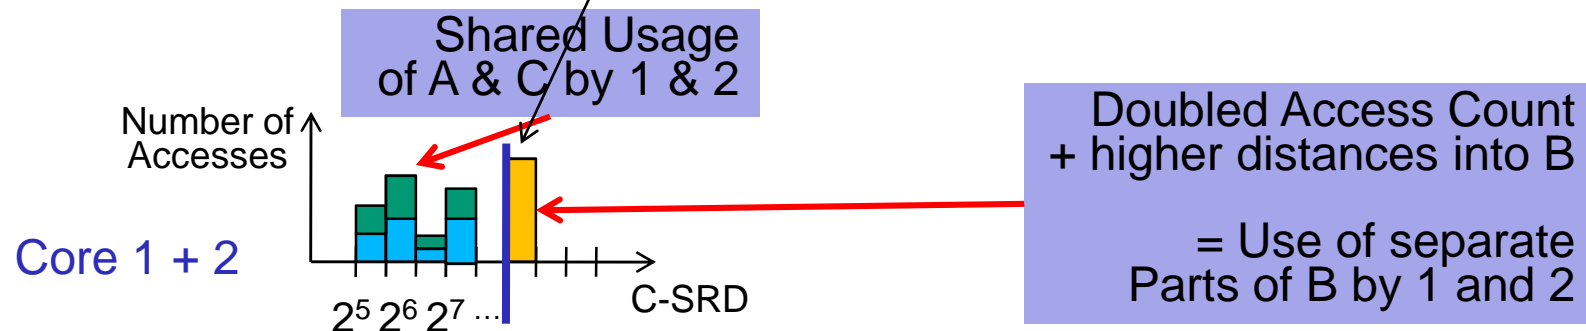 Shared Usage
of A & C by 1 & 2
Number of
Accesses
Doubled Access Count
+ higher distances into B
= Use of separate
Parts of B by 1 and 2
Core 1 + 2
C-SRD
2⁵ 2⁶ 2⁷ ...